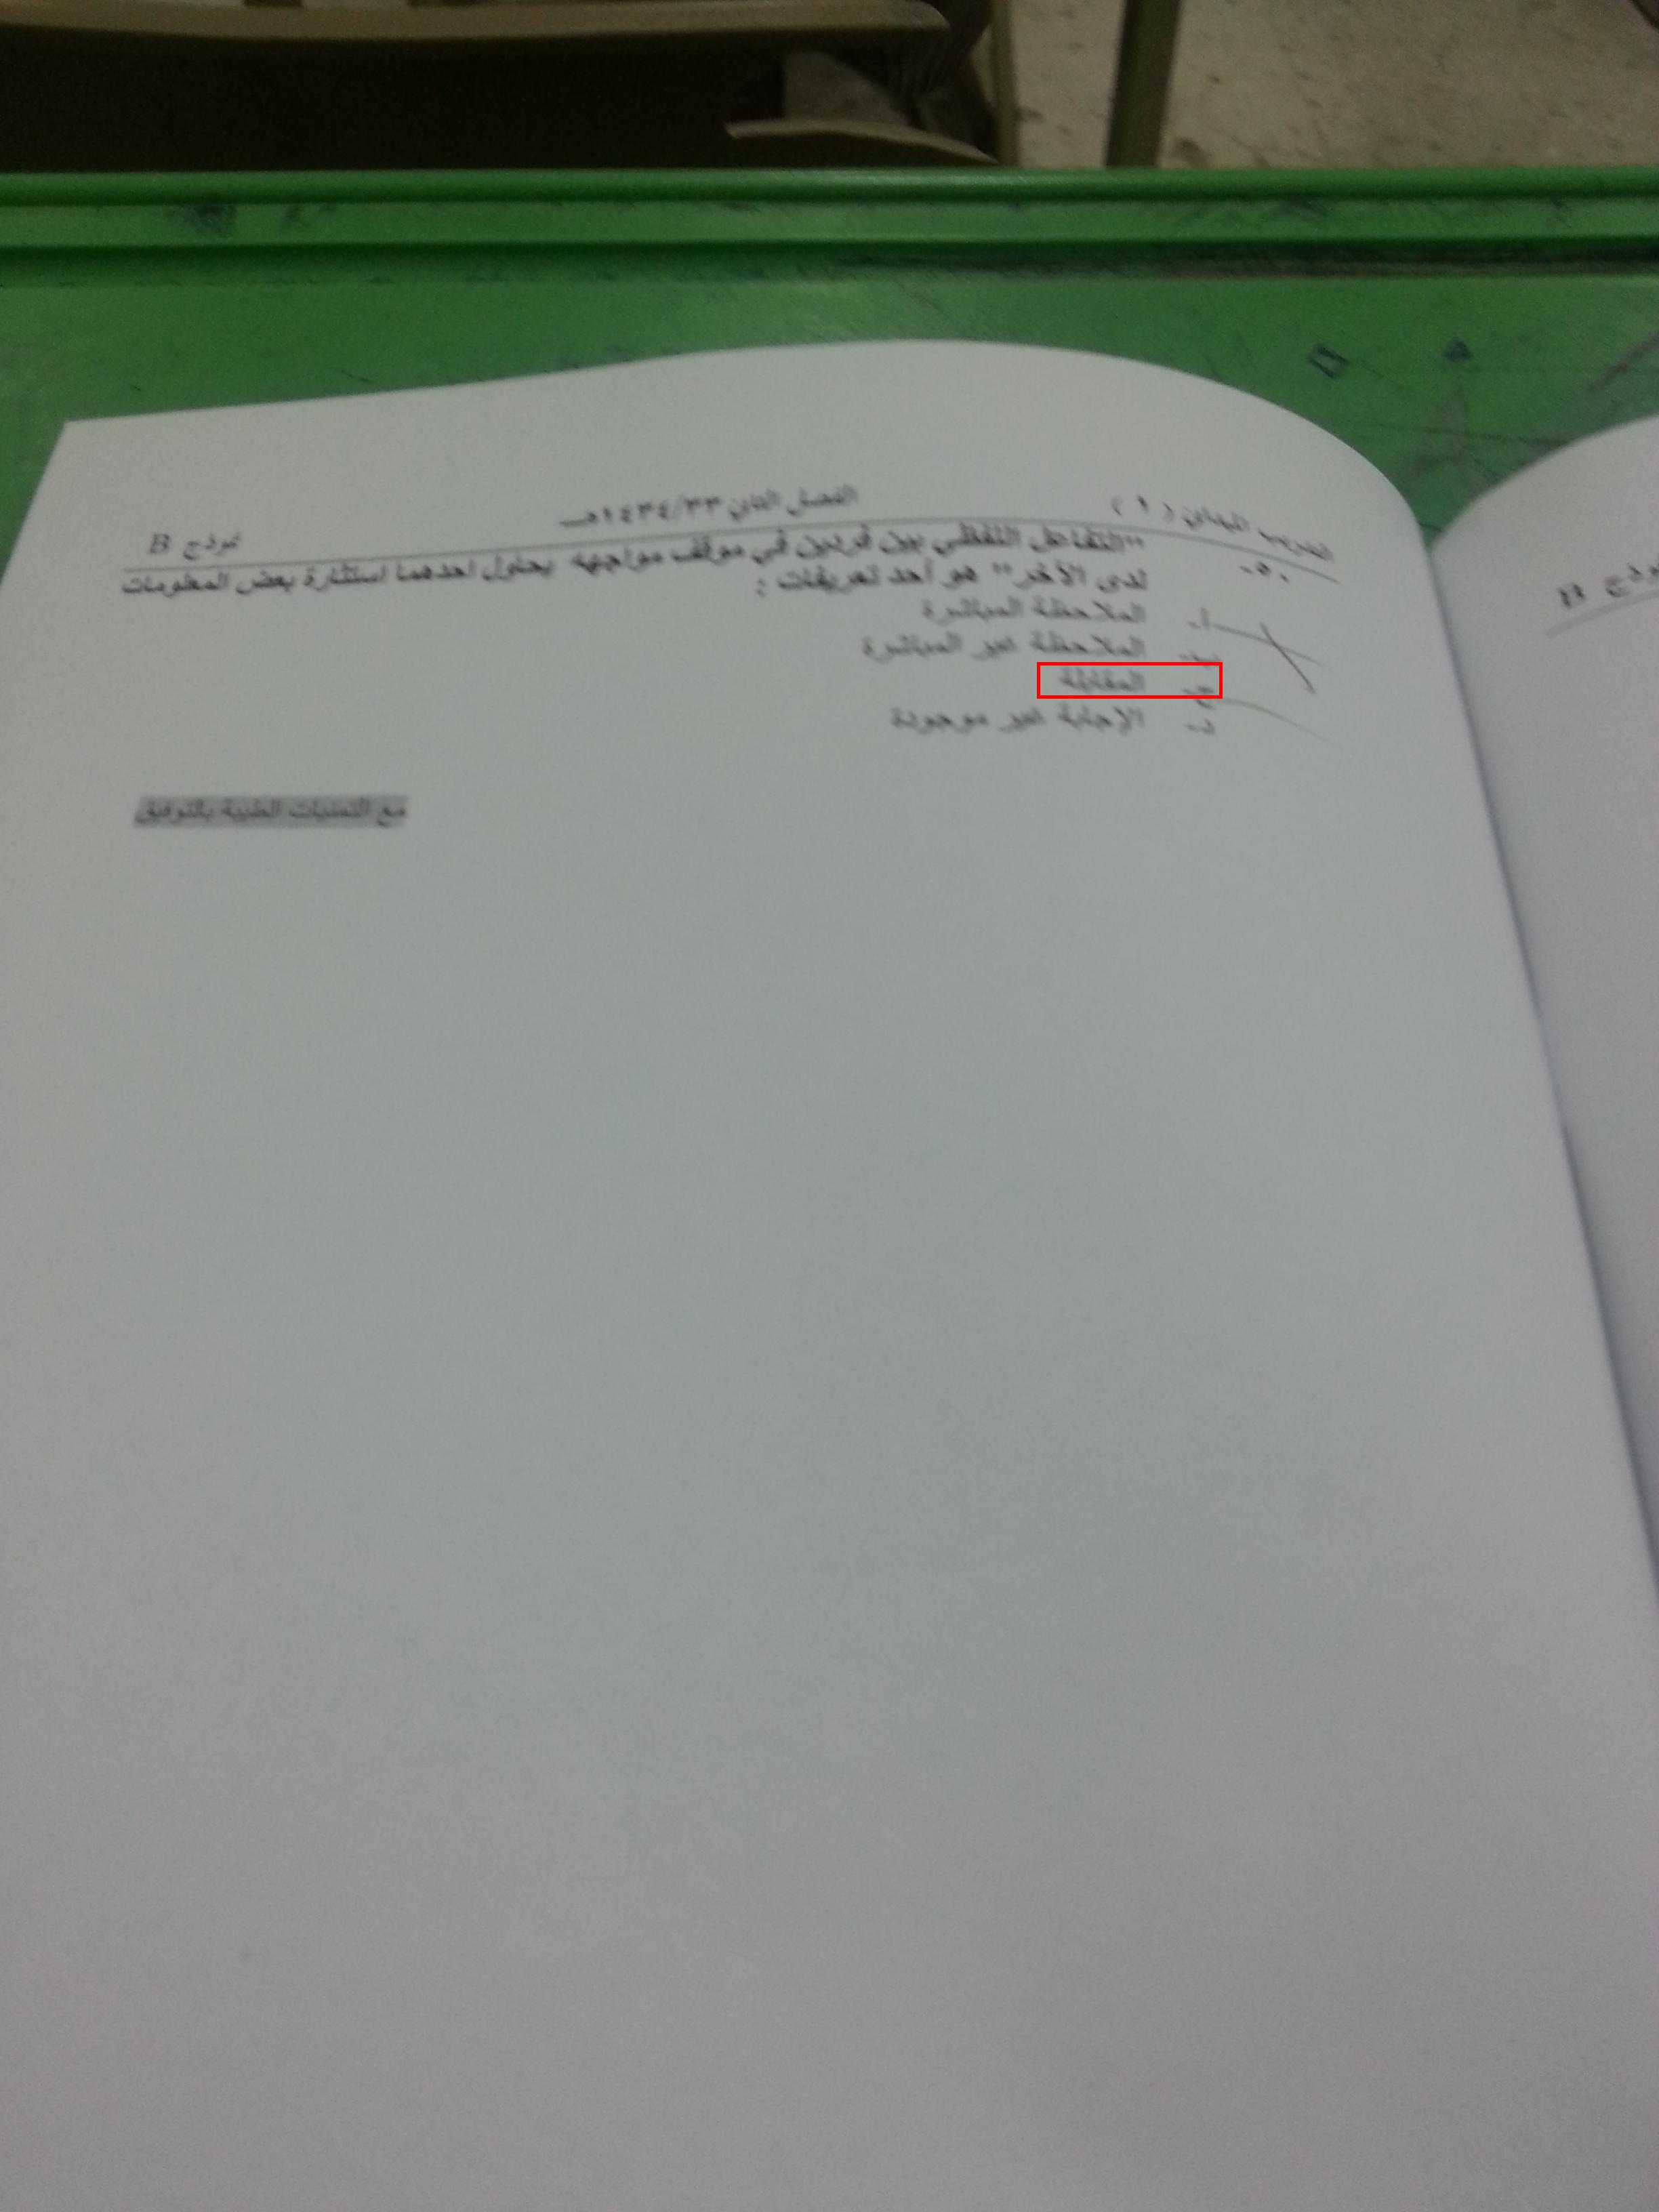 التدريب الميداني ( ١ ) الفصل الثاني ١٤٣٤/٣٣هـ نموذج B
٥٠- "التفاعل اللفظي بين فردين في موقف مواجهه يحاول احدهما استثارة بعض المعلومات
لدى الآخر" هو أحد تعريفات :
أ- الملاحظة المباشرة
ب- الملاحظة غير المباشرة
ج- المقابلة
د- الإجابة غير موجودة
مع التمنيات الطيبة بالتوفيق
نموذج B